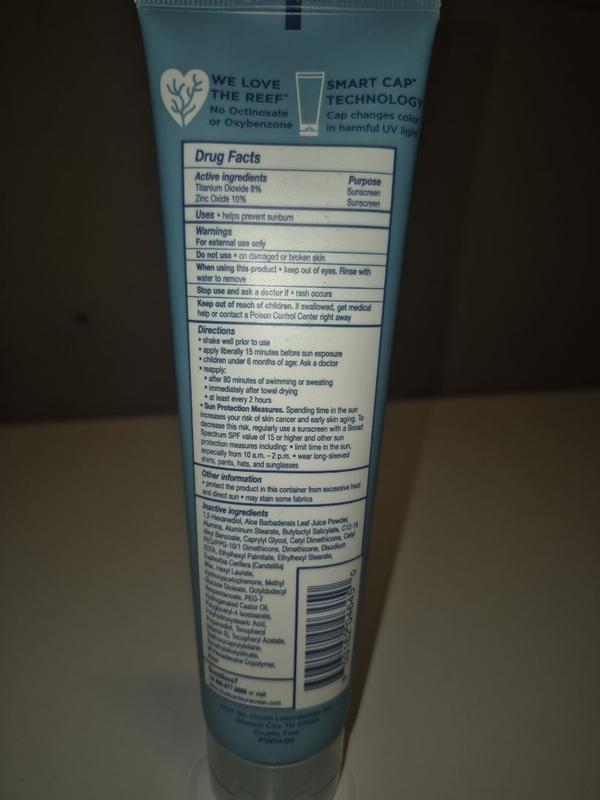 WE LOVE
THE REEF*
No Octinoxate
or Oxybenzone
SMART CAP*
TECHNOLOGY
Cap changes color
in harmful UV light
Drug Facts
Active ingredients Purpose
Titanium Dioxide 8% Sunscreen
Zinc Oxide 10% Sunscreen
Uses • helps prevent sunburn
Warnings
For external use only
Do not use • on damaged or broken skin
When using this product • keep out of eyes. Rinse with
water to remove
Stop use and ask a doctor if • rash occurs
Keep out of reach of children. If swallowed, get medical
help or contact a Poison Control Center right away
Directions
• shake well prior to use
• apply liberally 15 minutes before sun exposure
• children under 6 months of age: Ask a doctor
• reapply:
• after 80 minutes of swimming or sweating
• immediately after towel drying
• at least every 2 hours
• Sun Protection Measures. Spending time in the sun
increases your risk of skin cancer and early skin aging. To
decrease this risk, regularly use a sunscreen with a Broad
Spectrum SPF value of 15 or higher and other sun
protection measures including: • limit time in the sun,
especially from 10 a.m. – 2 p.m. • wear long-sleeved
shirts, pants, hats, and sunglasses
Other information
• protect the product in this container from excessive heat
and direct sun • may stain some fabrics
Inactive ingredients
1,2-Hexanediol, Aloe Barbadensis Leaf Juice Powder,
Alumina, Aluminum Stearate, Butyloctyl Salicylate, C12-15
Alkyl Benzoate, Caprylyl Glycol, Cetyl Dimethicone, Cetyl
PEG/PPG-10/1 Dimethicone, Dimethicone, Disodium
EDTA, Ethylhexyl Palmitate, Ethylhexyl Stearate,
Euphorbia Cerifera (Candelilla)
Wax, Hexyl Laurate,
Hydroxyacetophenone, Methyl
Glucose Dioleate, Octyldodecyl
Neopentanoate, PEG-7
Hydrogenated Castor Oil,
Polyglyceryl-4 Isostearate,
Polyhydroxystearic Acid,
Propanediol, Tocopherol
(Vitamin E), Tocopheryl Acetate,
Copolymer,
Water
Questions?
or visit
Johnson City, TN
Cruelty Free